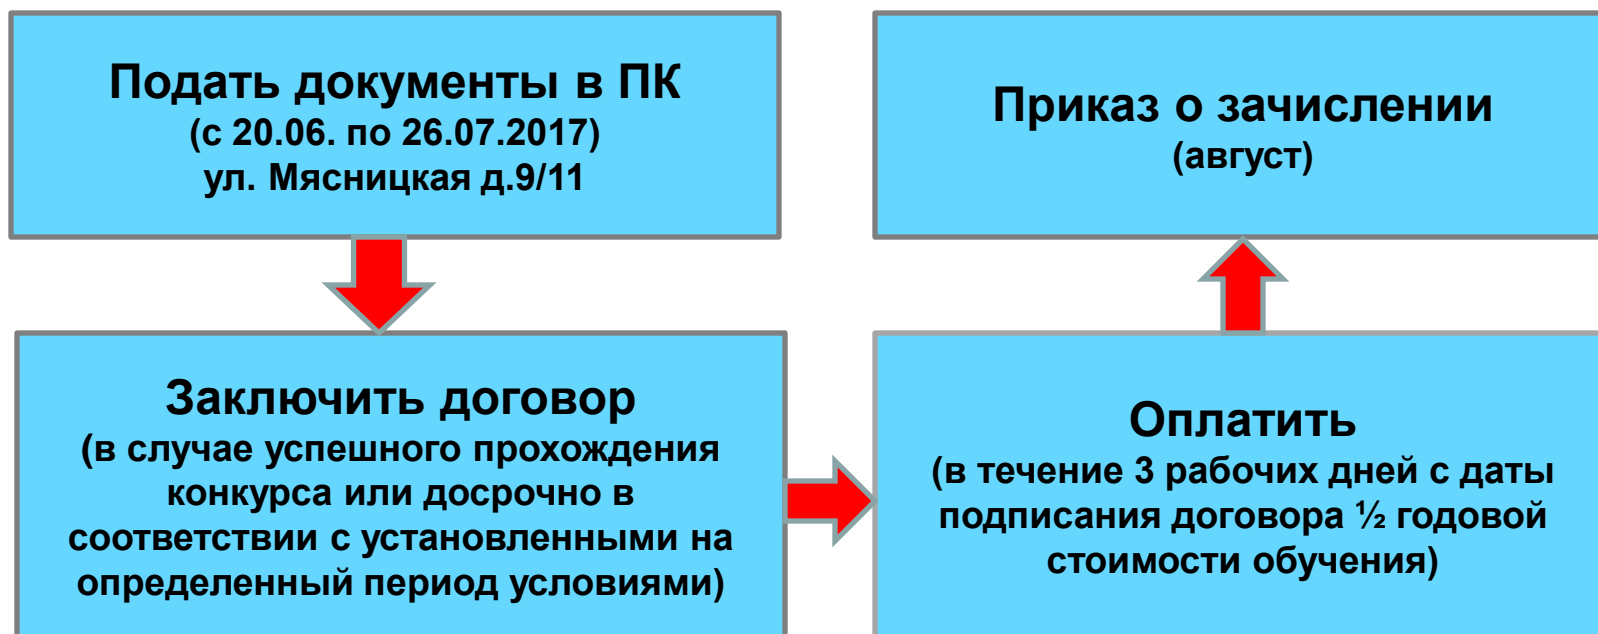 Подать документы в ПК
(с 20.06. по 26.07.2017)
ул. Мясницкая д.9/11
Заключить договор
(в случае успешного прохождения
конкурса или досрочно в
соответствии с установленными на
определенный период условиями)
Оплатить
(в течение 3 рабочих дней с даты
подписания договора ½ годовой
стоимости обучения)
Приказ о зачислении
(август)